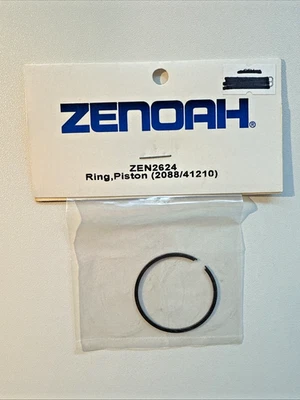 ZENOAH®
ZEN2624
Ring,Piston (2088/41210)